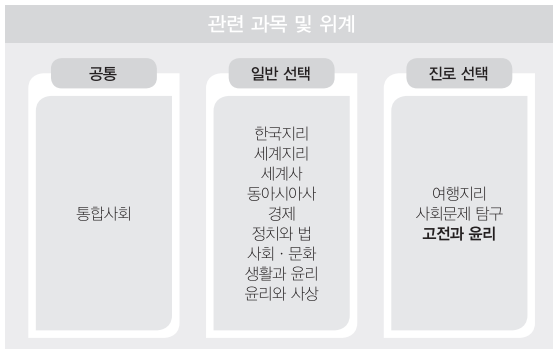 관련 과목 및 위계
공통
통합사회
일반 선택
한국지리
세계지리
세계사
동아시아사
경제
정치와 법
사회 · 문화
생활과 윤리
윤리와 사상
진로 선택
여행지리
사회문제 탐구
고전과 윤리